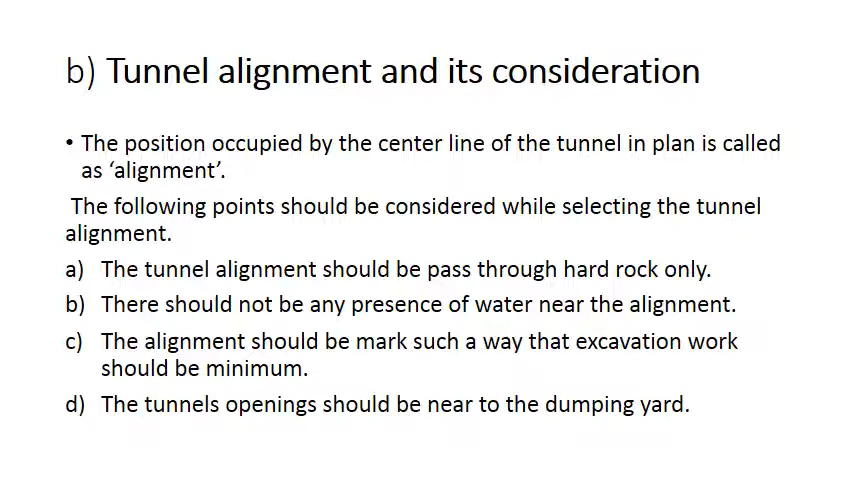 b) Tunnel alignment and its consideration
• The position occupied by the center line of the tunnel in plan is called
as ‘alignment’.
The following points should be considered while selecting the tunnel
alignment.
a) The tunnel alignment should be pass through hard rock only.
b) There should not be any presence of water near the alignment.
c) The alignment should be mark such a way that excavation work
should be minimum.
d) The tunnels openings should be near to the dumping yard.